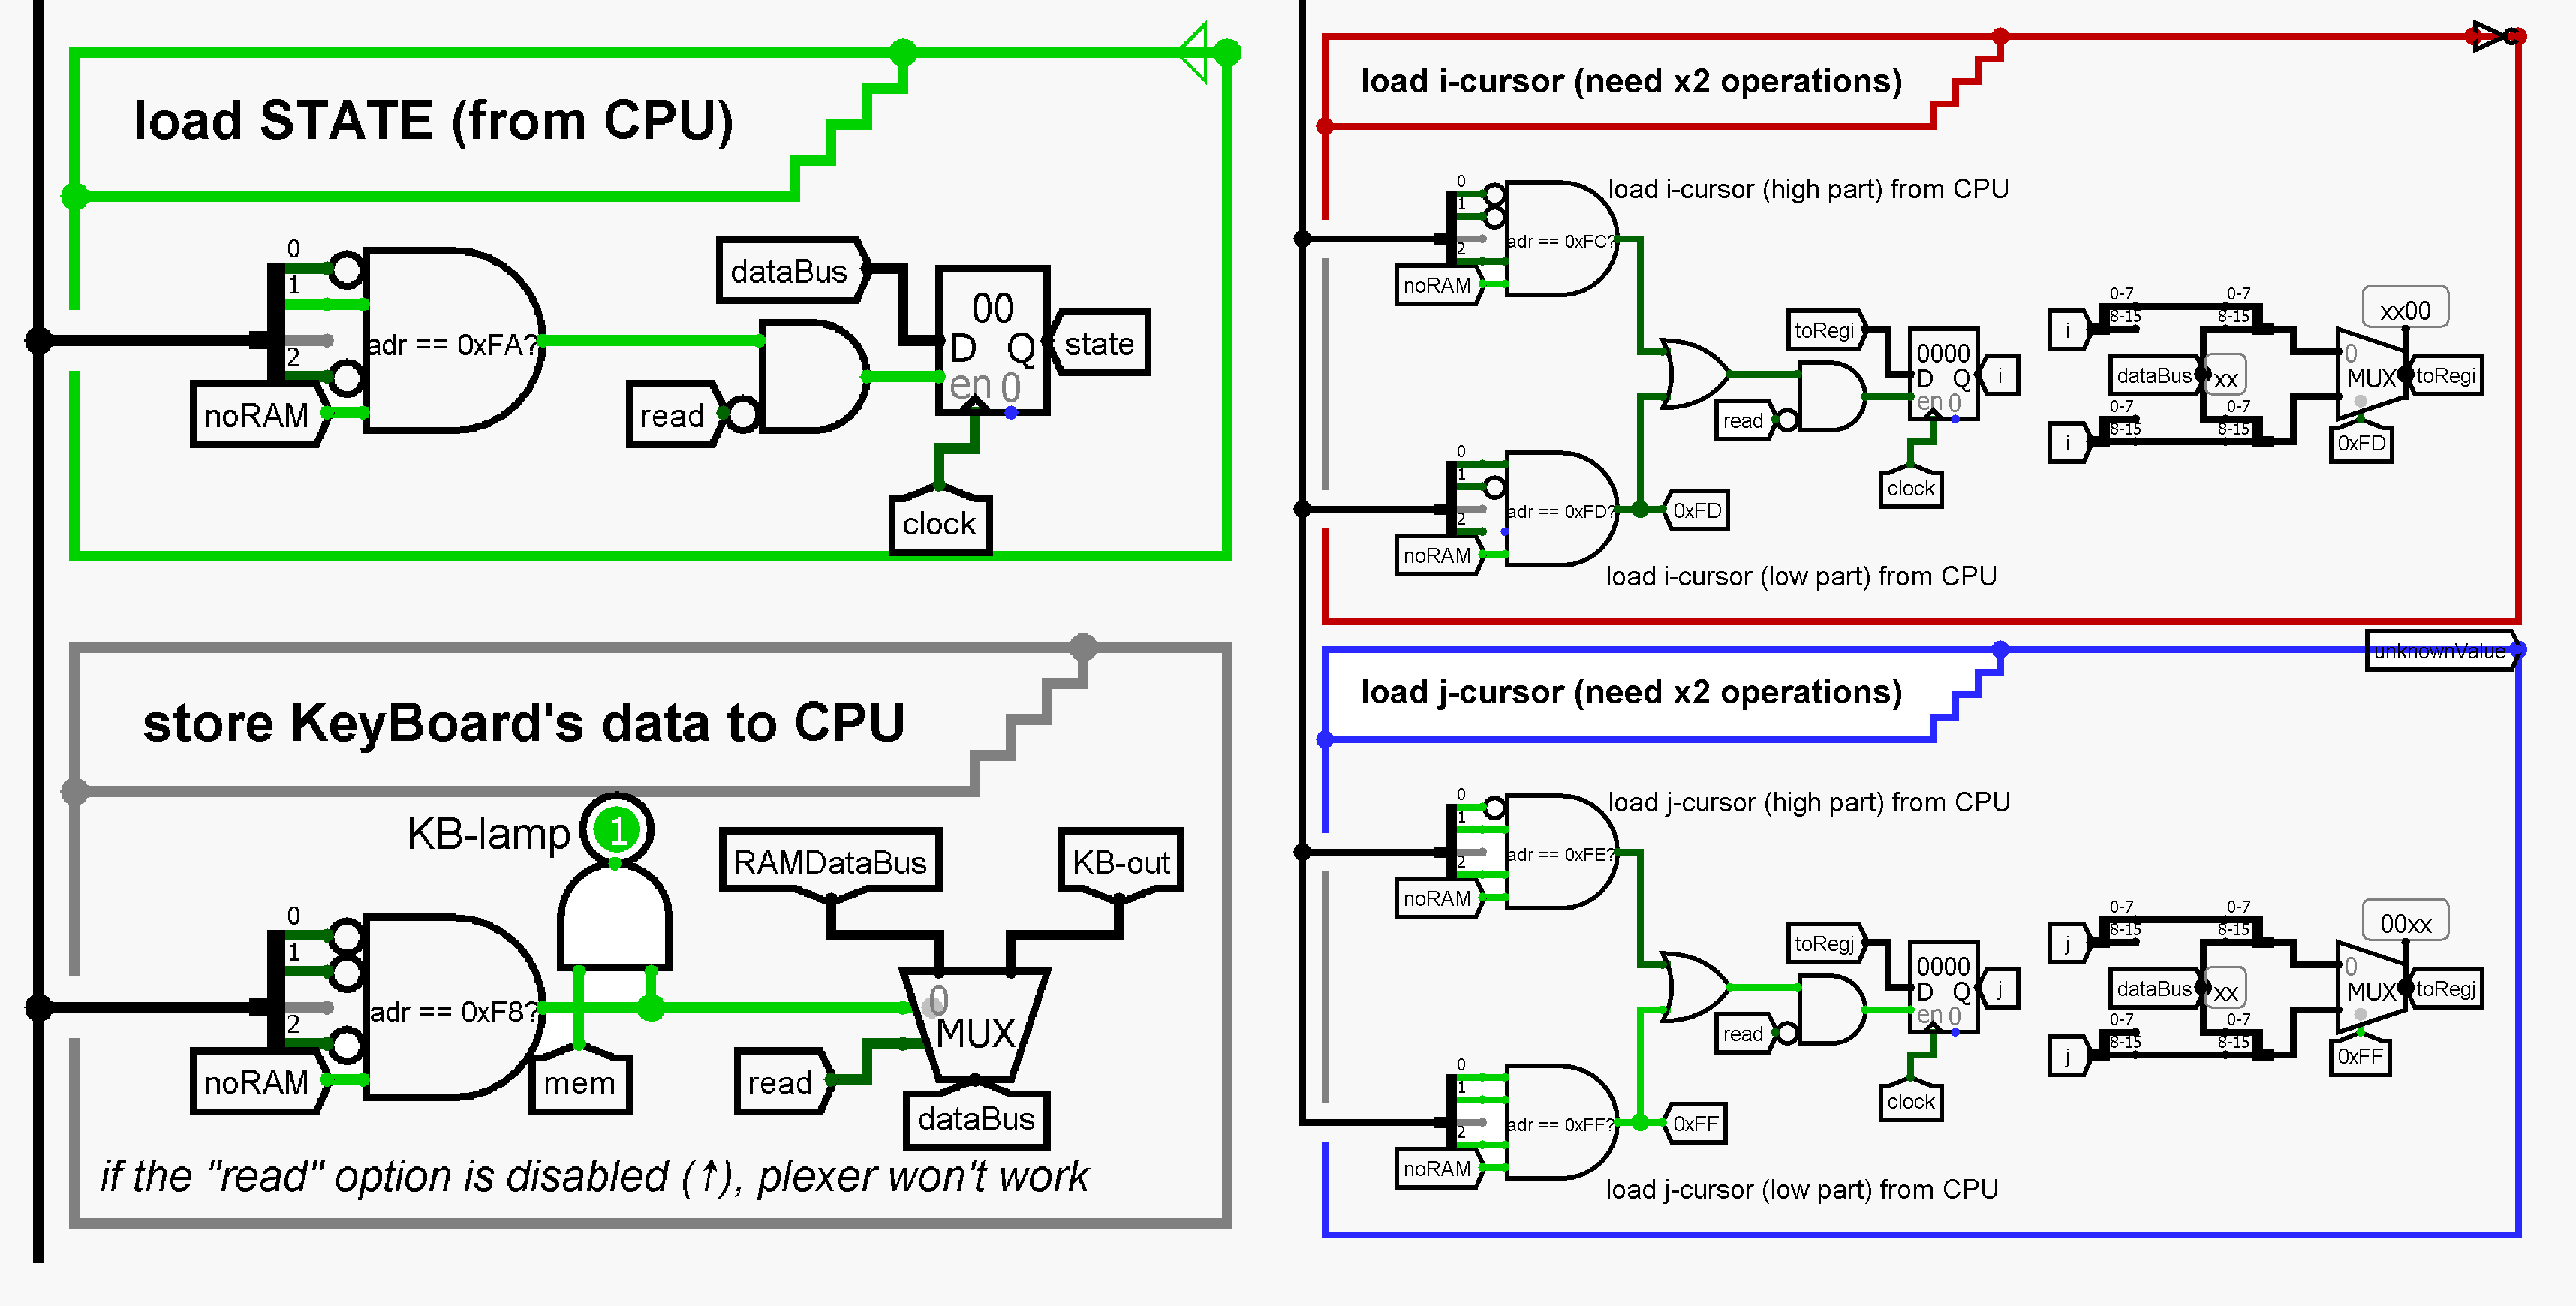 load STATE (from CPU)
0
1
2
adr == 0xFA?
noRAM
dataBus
read
00
D Q
en 0
state
clock
store KeyBoard's data to CPU
KB-lamp
1
0
1
2
adr == 0xF8?
noRAM
mem
RAMDataBus
KB-out
read
0
MUX
dataBus
if the "read" option is disabled (↑), plexer won't work
load i-cursor (need x2 operations)
load i-cursor (high part) from CPU
0
1
2
adr == 0xFC?
noRAM
0
1
2
adr == 0xFD?
noRAM
0xFD
load i-cursor (low part) from CPU
toRegi
read
0000
D Q
en 0
i
clock
i
0-7
8-15
0-7
8-15
dataBus
xx
i
0-7
8-15
0-7
8-15
xx00
0
MUX
toRegi
0xFD
unknownValue
load j-cursor (need x2 operations)
load j-cursor (high part) from CPU
0
1
2
adr == 0xFE?
noRAM
0
1
2
adr == 0xFF?
noRAM
0xFF
load j-cursor (low part) from CPU
toRegj
read
0000
D Q
en 0
j
clock
j
0-7
8-15
0-7
8-15
dataBus
xx
j
0-7
8-15
0-7
8-15
00xx
0
MUX
toRegj
0xFF